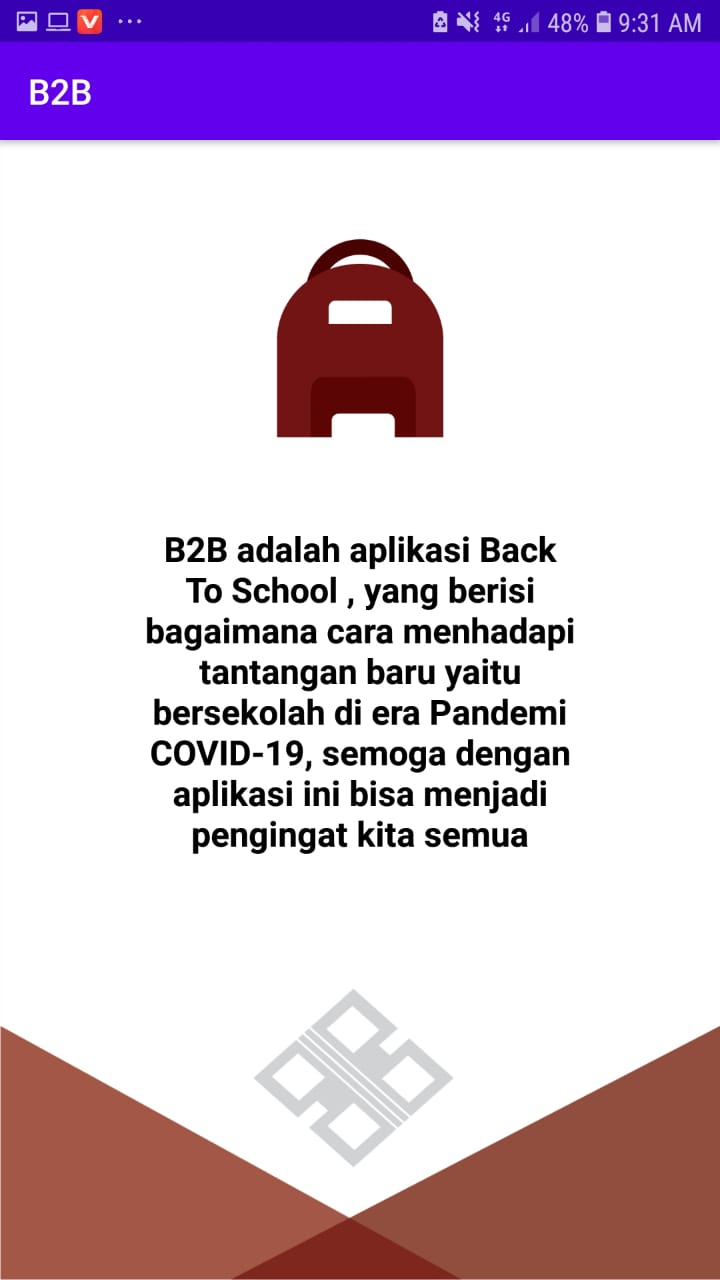 4G 48% 9:31 AM
B2B
B2B adalah aplikasi Back
To School , yang berisi
bagaimana cara menhadapi
tantangan baru yaitu
bersekolah di era Pandemi
COVID-19, semoga dengan
aplikasi ini bisa menjadi
pengingat kita semua